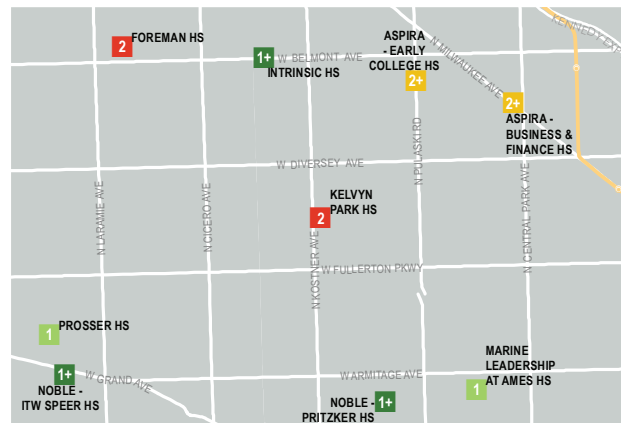 2
FOREMAN HS
1+
W BELMONT AVE
INTRINSIC HS
ASPIRA
- EARLY
COLLEGE HS
2+
N MILWAUKEE AVE
KENNEDY EXP
2+
ASPIRA -
BUSINESS &
FINANCE HS
W DIVERSEY AVE
N LARAMIE AVE
N CICERO AVE
N KOSTNER AVE
N PULASKI RD
N CENTRAL PARK AVE
KELVYN
PARK HS
2
W FULLERTON PKWY
PROSSER HS
1
1+
NOBLE -
ITW SPEER HS
W GRAND AVE
W ARMITAGE AVE
MARINE
LEADERSHIP
AT AMES HS
1
NOBLE -
PRITZKER HS
1+